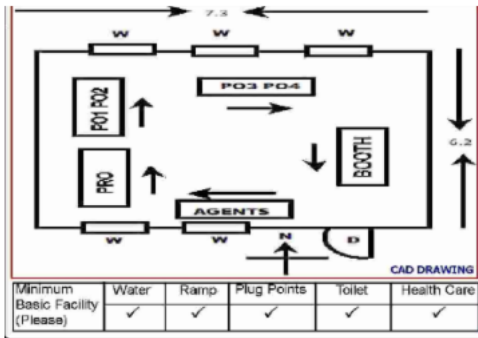 7.3
W W W
PO1 PO2
PO3 PO4
6.2
BOOTH
PRO
AGENTS
W W N D
CAD DRAWING
Minimum Basic Facility (Please) Water Ramp Plug Points Toilet Health Care
✓ ✓ ✓ ✓ ✓